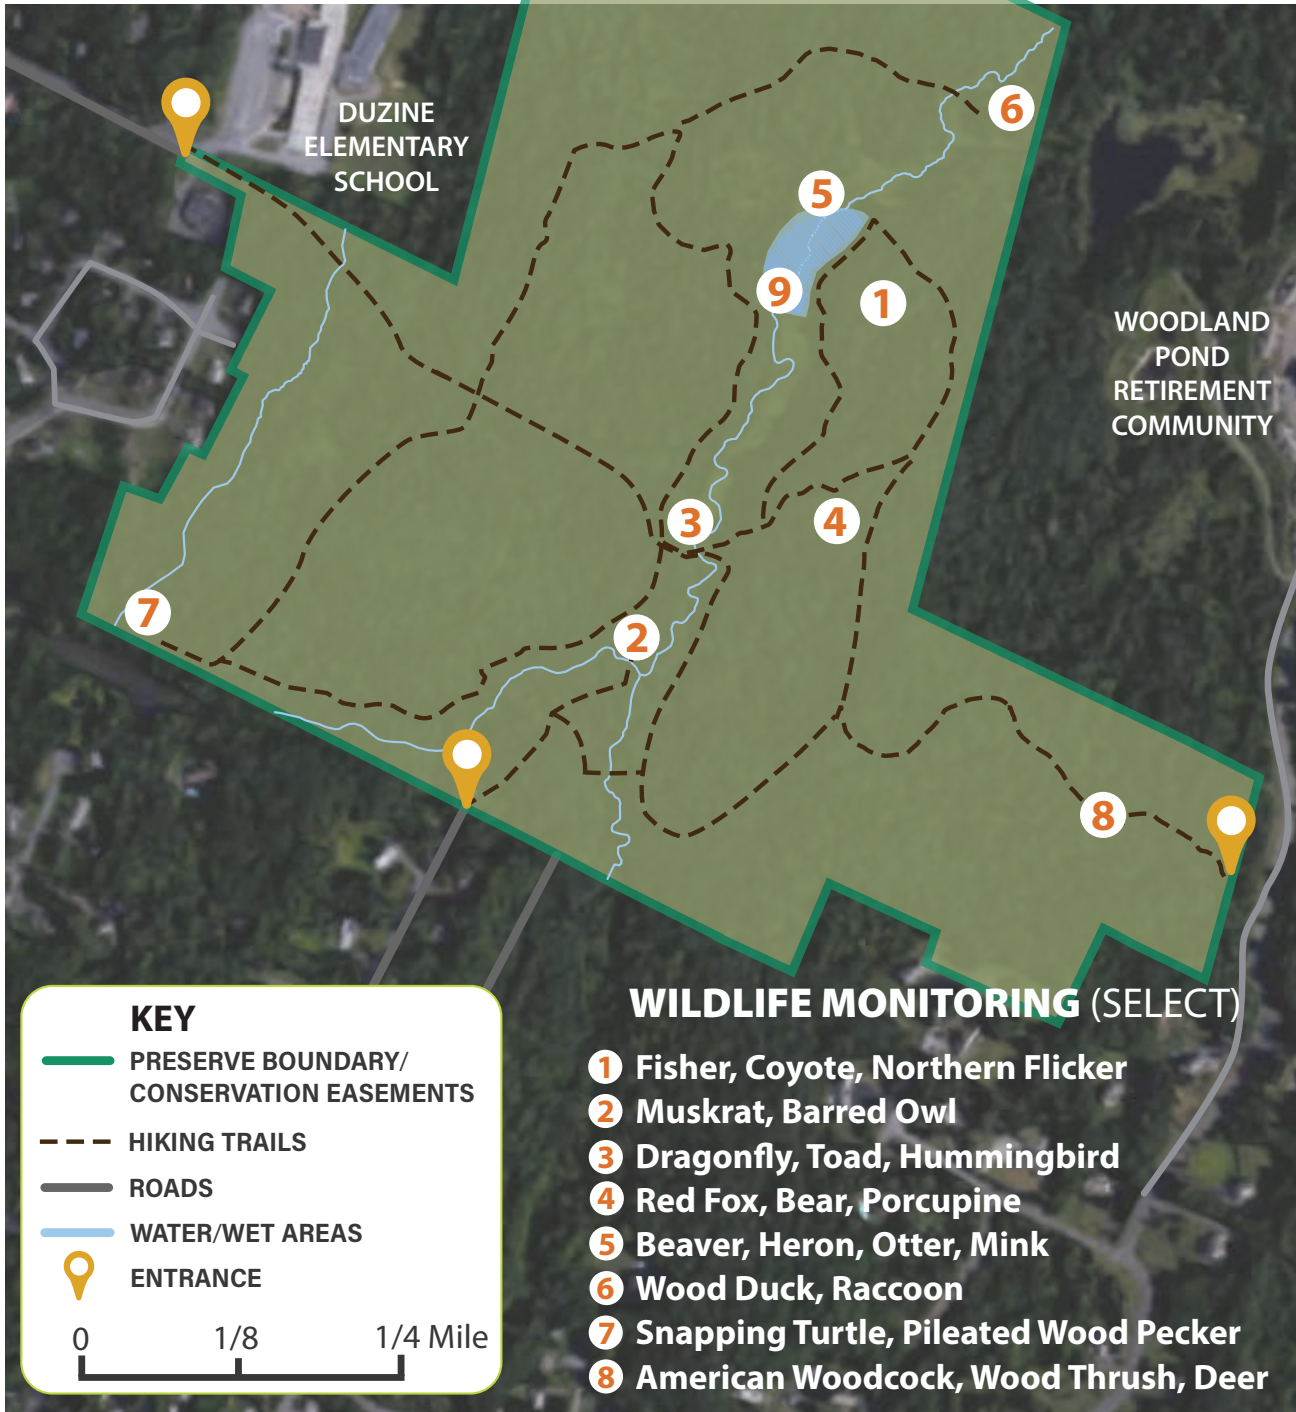 DUZINE
ELEMENTARY
SCHOOL
6
5
9
1
WOODLAND
POND
RETIREMENT
COMMUNITY
3
4
7
2
8
KEY
PRESERVE BOUNDARY/
CONSERVATION EASEMENTS
HIKING TRAILS
ROADS
WATER/WET AREAS
ENTRANCE
0 1/8 1/4 Mile
WILDLIFE MONITORING (SELECT)
1 Fisher, Coyote, Northern Flicker
2 Muskrat, Barred Owl
3 Dragonfly, Toad, Hummingbird
4 Red Fox, Bear, Porcupine
5 Beaver, Heron, Otter, Mink
6 Wood Duck, Raccoon
7 Snapping Turtle, Pileated Wood Pecker
8 American Woodcock, Wood Thrush, Deer